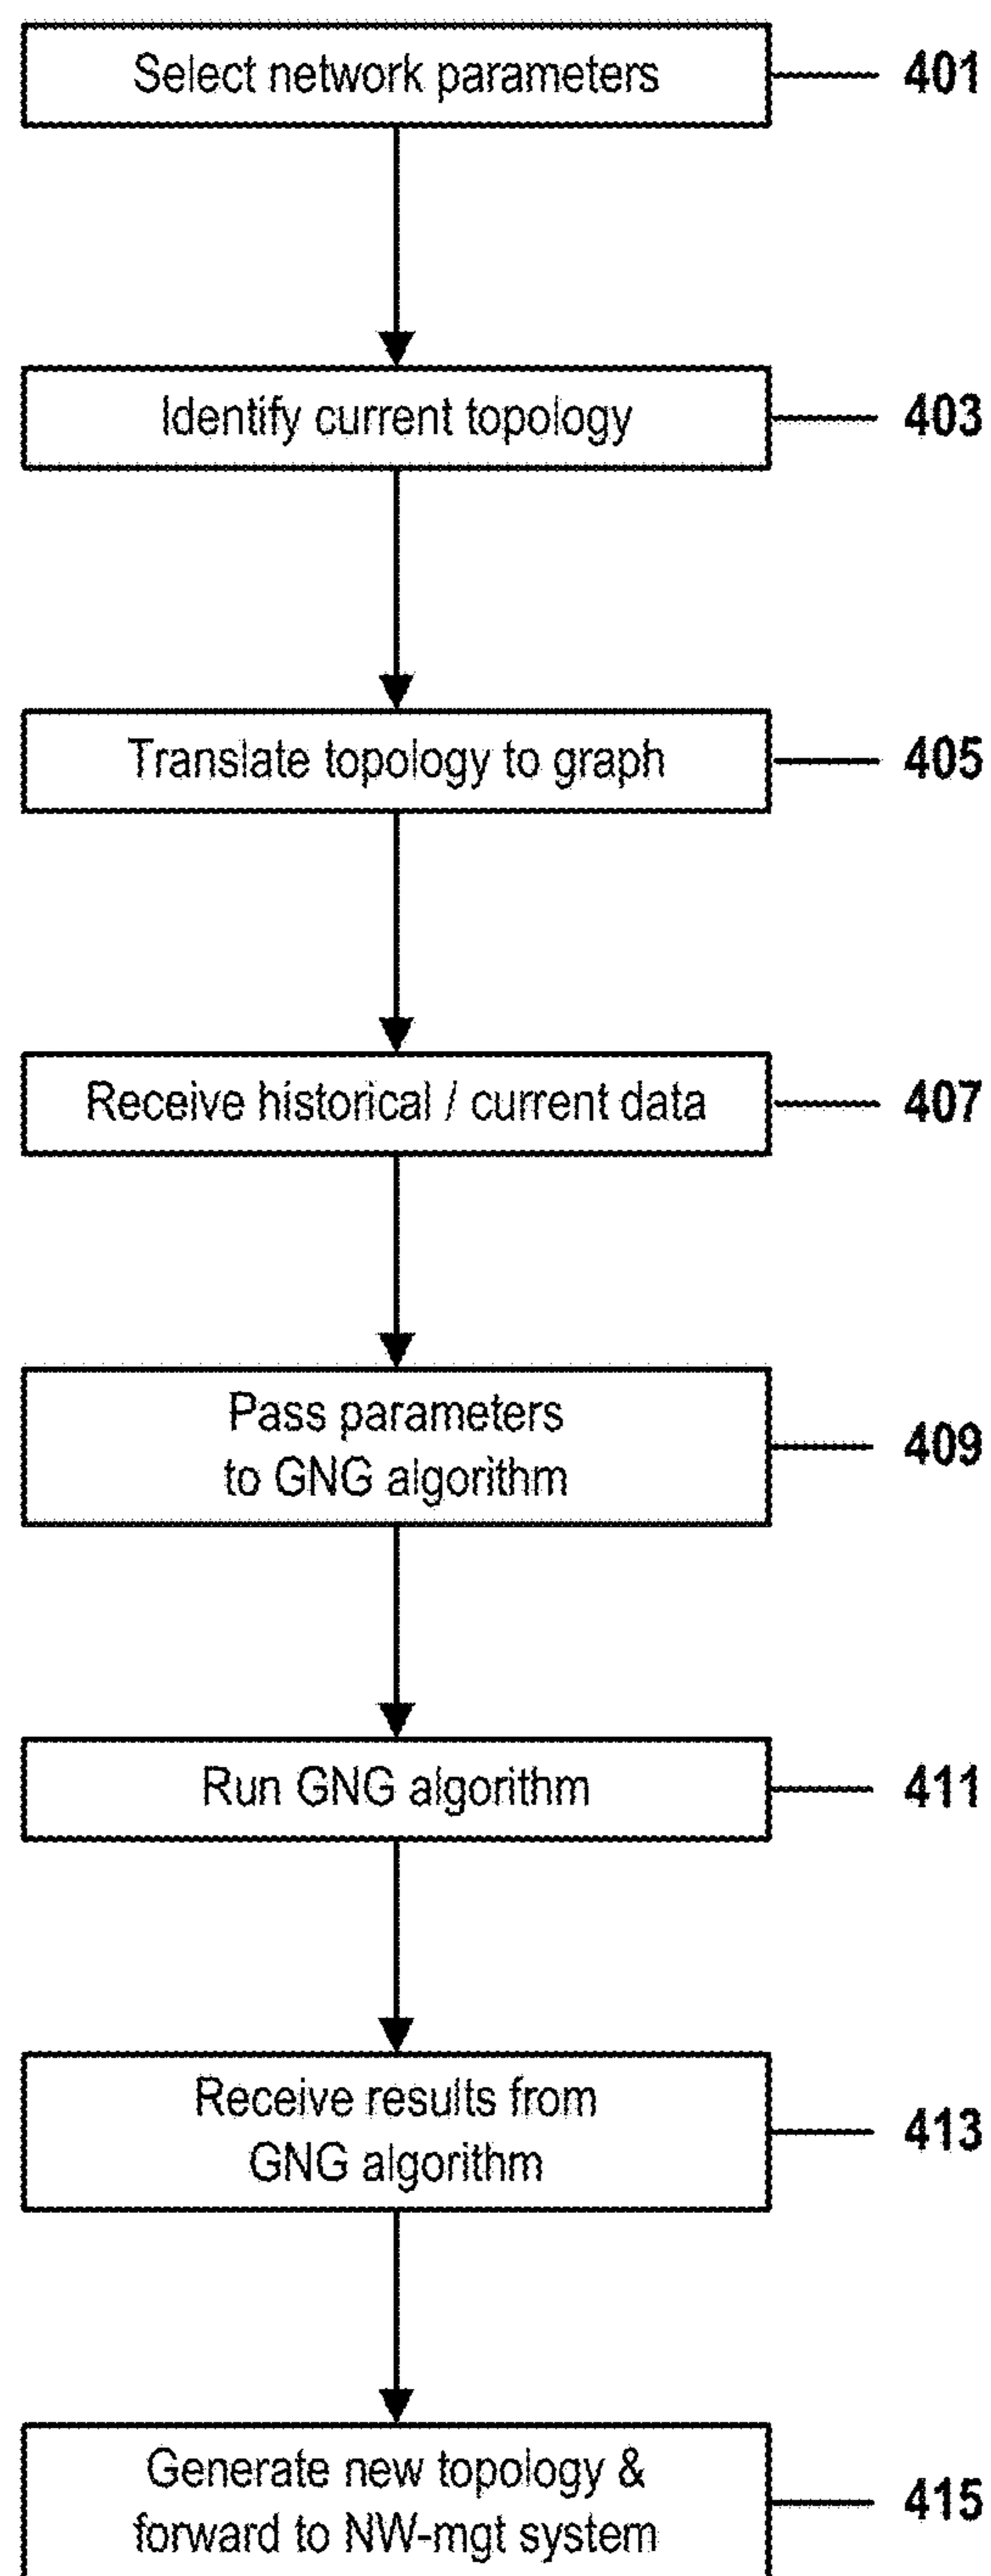 Select network parameters
401
Identify current topology
403
Translate topology to graph
405
Receive historical / current data
407
Pass parameters
to GNG algorithm
409
Run GNG algorithm
411
Receive results from
GNG algorithm
413
Generate new topology &
forward to NW-mgt system
415